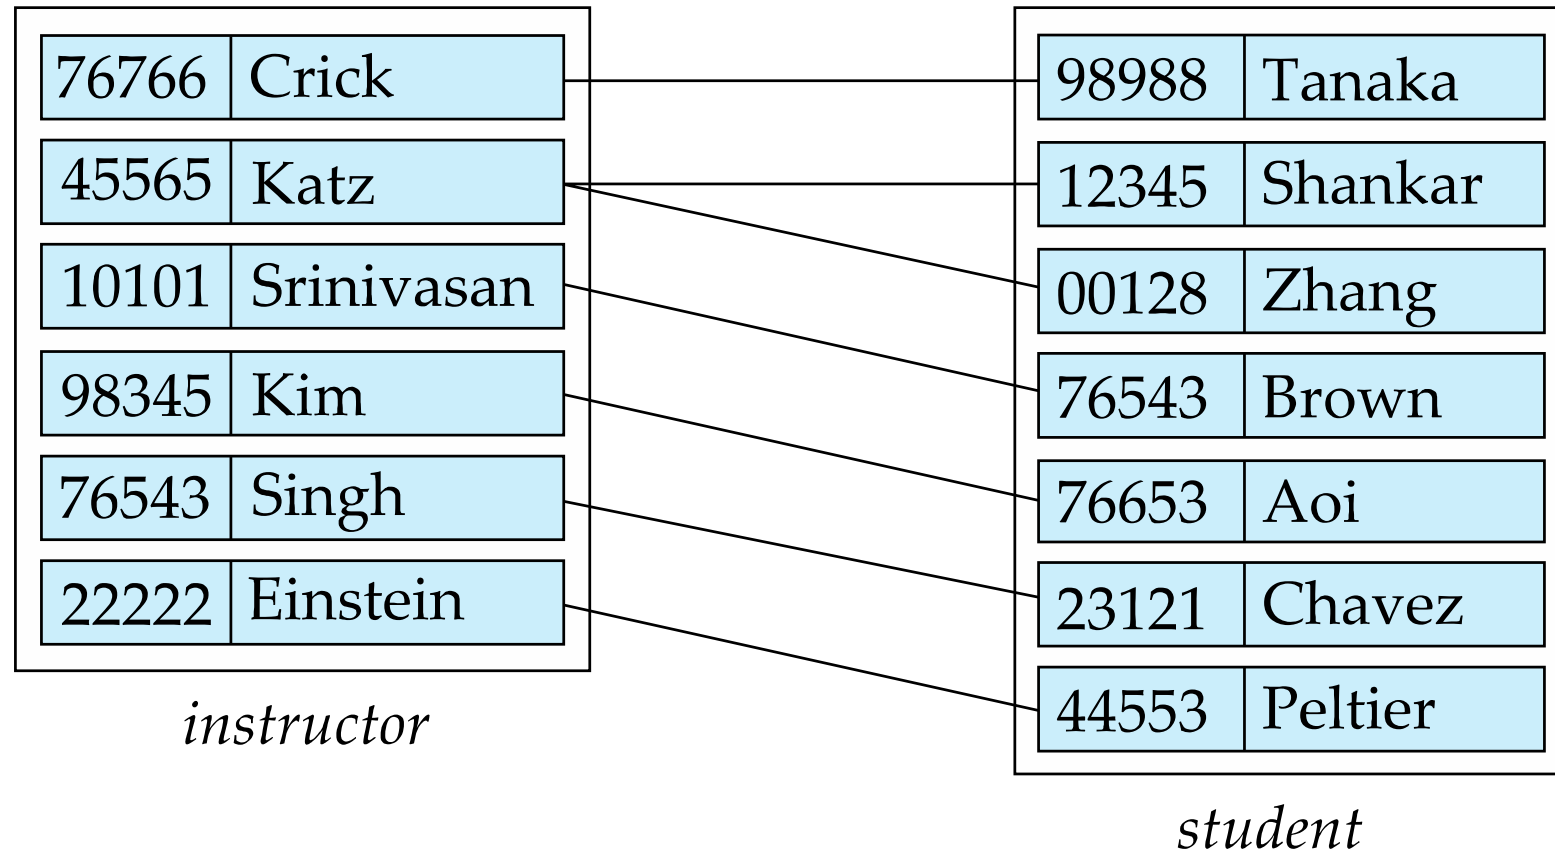 76766 Crick
45565 Katz
10101 Srinivasan
98345 Kim
76543 Singh
22222 Einstein
instructor
98988 Tanaka
12345 Shankar
00128 Zhang
76543 Brown
76653 Aoi
23121 Chavez
44553 Peltier
student